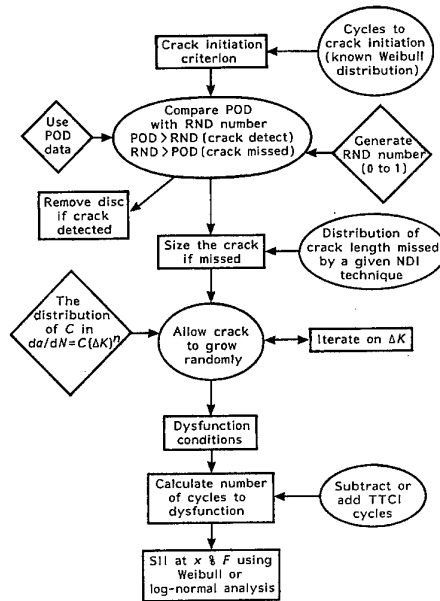 Crack initiation
criterion
Cycles to
crack initiation
(known Weibull
distribution)
Use
POD
data
Compare POD
with RND number
POD > RND (crack detect)
RND > POD (crack missed)
Generate
RND number
(0 to 1)
Remove disc
if crack
detected
Size the crack
if missed
Distribution of
crack length missed
by a given NDI
technique
The
distribution
of C in
da/dN=C(ΔK)ⁿ
Allow crack
to grow
randomly
Iterate on ΔK
Dysfunction
conditions
Calculate number
of cycles to
dysfunction
Subtract or
add TTCI
cycles
SII at x % F using
Weibull or
log-normal analysis